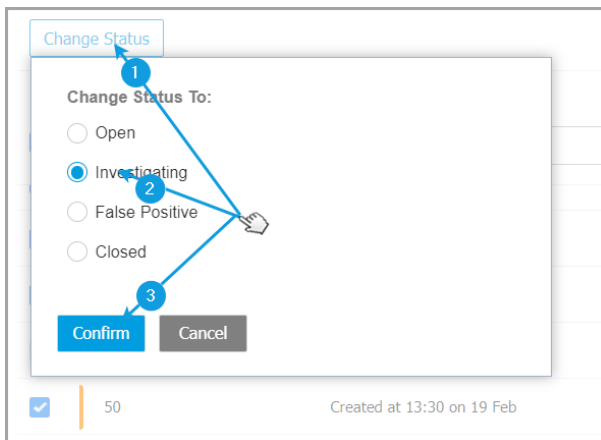 Change Status
1
Change Status To:
Open
Investigating
2
False Positive
Closed
3
Confirm Cancel
50 Created at 13:30 on 19 Feb